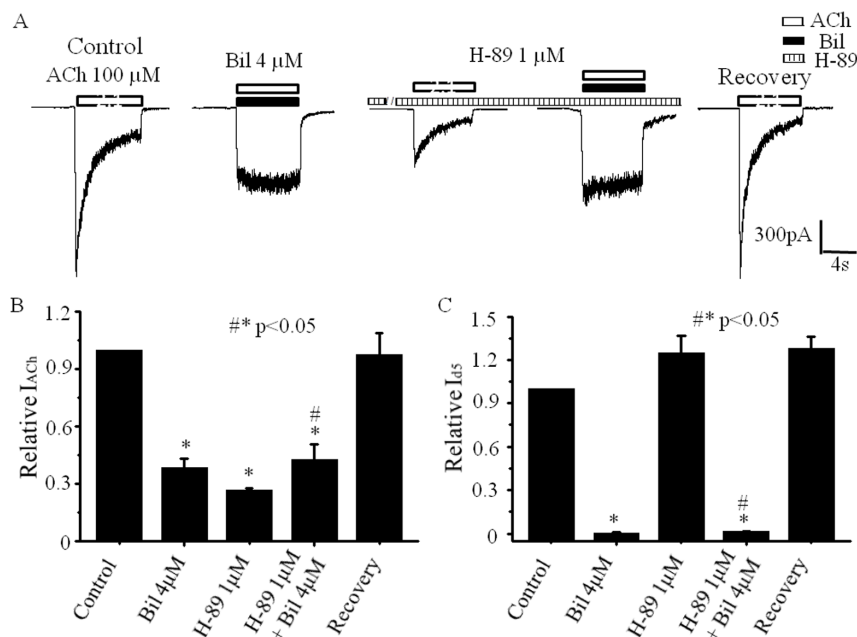 A
ACh
Bil
H-89
Control
ACh 100 µM
Bil 4 µM
H-89 1 µM
Recovery
300pA
4s
B
#* p<0.05
Relative IACh
1.2
0.9
0.6
0.3
0
*
*
#
*
Control
Bil 4µM
H-89 1µM
H-89 1µM
+ Bil 4µM
Recovery
C
#* p<0.05
Relative Id5
1.5
1.2
0.9
0.6
0.3
0
*
#
*
Control
Bil 4µM
H-89 1µM
H-89 1µM
+ Bil 4µM
Recovery